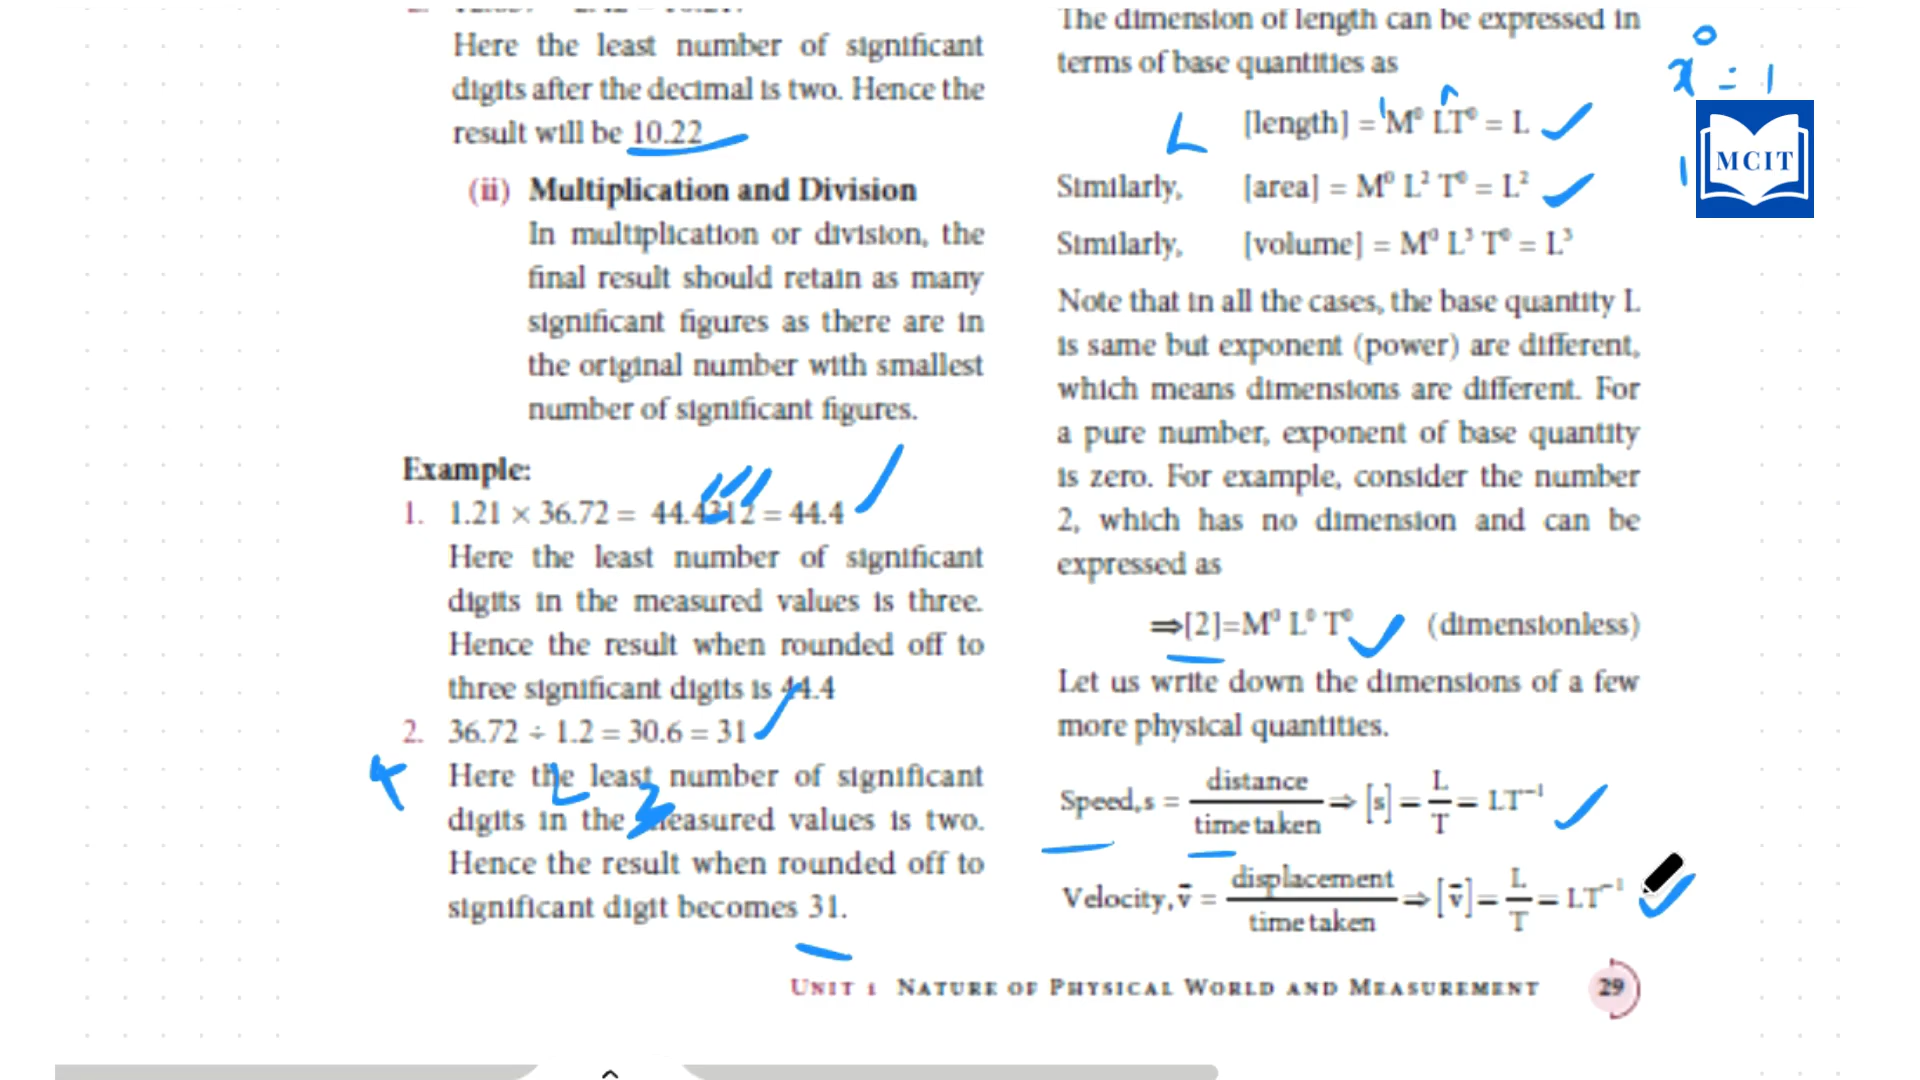 Here the least number of significant
digits after the decimal is two. Hence the
result will be 10.22
(ii) Multiplication and Division
In multiplication or division, the
final result should retain as many
significant figures as there are in
the original number with smallest
number of significant figures.
Example:
1. 1.21 × 36.72 = 44.4312 = 44.4
Here the least number of significant
digits in the measured values is three.
Hence the result when rounded off to
three significant digits is 44.4
2. 36.72 ÷ 1.2 = 30.6 = 31
Here the least number of significant
digits in the measured values is two.
Hence the result when rounded off to
significant digit becomes 31.
The dimension of length can be expressed in
terms of base quantities as
[length] = M⁰ LT⁰ = L
Similarly, [area] = M⁰ L² T⁰ = L²
Similarly, [volume] = M⁰ L³ T⁰ = L³
Note that in all the cases, the base quantity L
is same but exponent (power) are different,
which means dimensions are different. For
a pure number, exponent of base quantity
is zero. For example, consider the number
2, which has no dimension and can be
expressed as
⇒[2]=M⁰ L⁰ T⁰ (dimensionless)
Let us write down the dimensions of a few
more physical quantities.
Speed, s = distance / time taken ⇒ [s] = L/T = LT⁻¹
Velocity, v⃗ = displacement / time taken ⇒ [v⃗] = L/T = LT⁻¹
UNIT 1 NATURE OF PHYSICAL WORLD AND MEASUREMENT 29
x⁰ = 1
L
1
MCIT